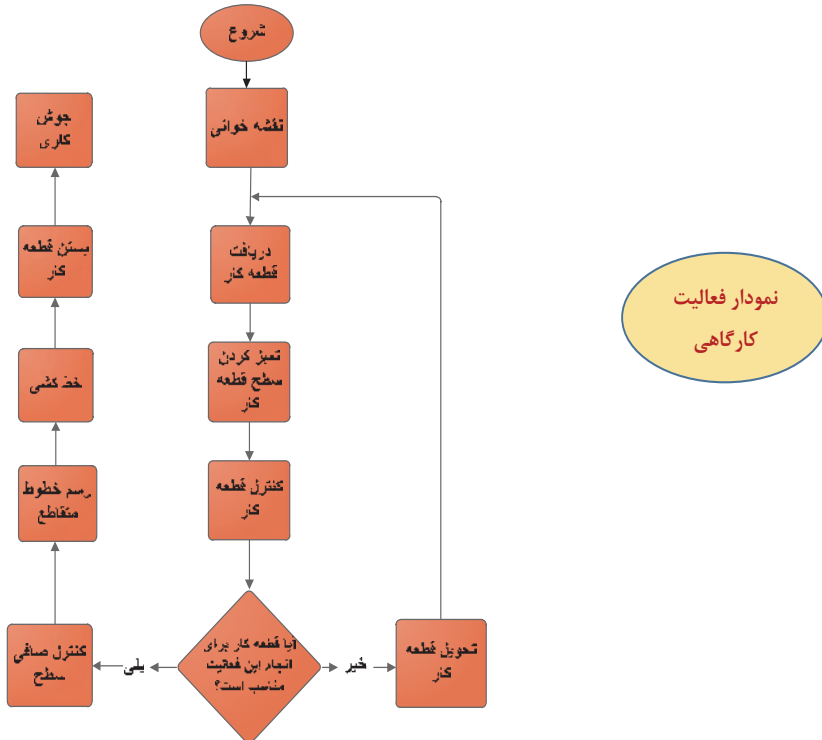 شروع
نقشه خوانی
دریافت
قطعه کار
تمیز کردن
سطح قطعه
کار
کنترل قطعه
کار
آیا قطعه کار برای
انجام این فعالیت
مناسب است؟
خیر
تحویل قطعه
کار
بلی
کنترل صافی
سطح
رسم خطوط
متقاطع
خط کشی
بستن قطعه
کار
جوش
کاری
نمودار فعالیت
کارگاهی